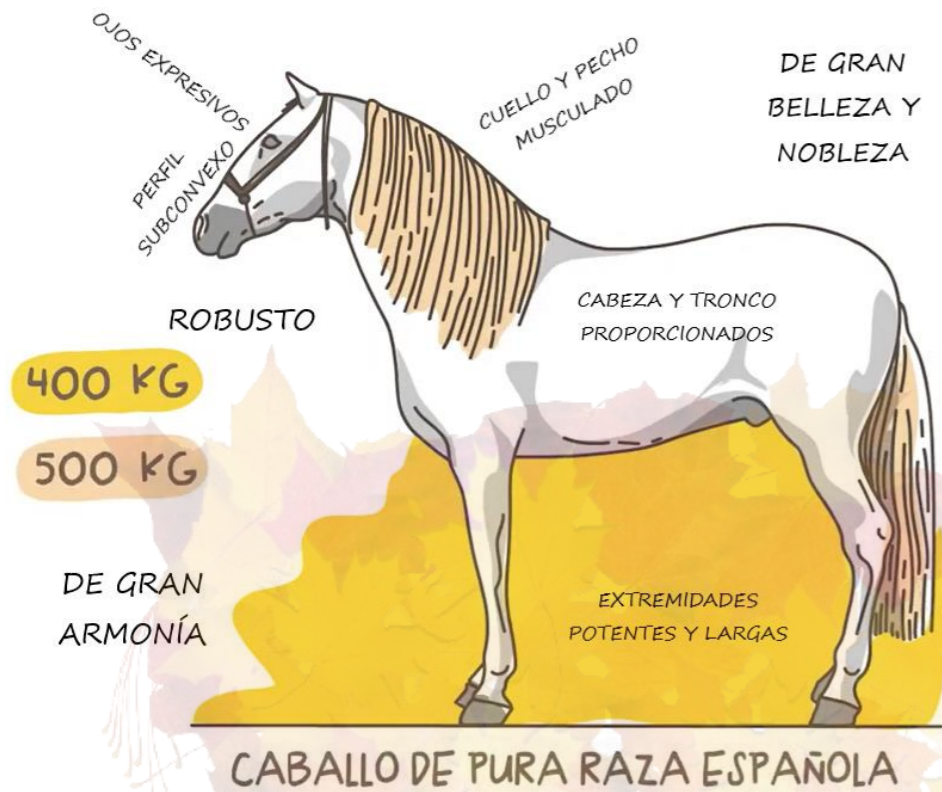 OJOS EXPRESIVOS
PERFIL
SUBCONVEXO
CUELLO Y PECHO
MUSCULADO
DE GRAN
BELLEZA Y
NOBLEZA
ROBUSTO
CABEZA Y TRONCO
PROPORCIONADOS
400 KG
500 KG
DE GRAN
ARMONÍA
EXTREMIDADES
POTENTES Y LARGAS
CABALLO DE PURA RAZA ESPAÑOLA